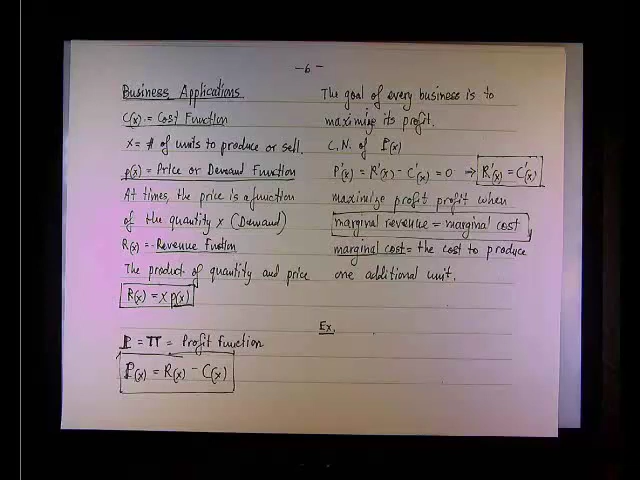 -6-
Business Applications
C(x) = Cost Function
x = # of units to produce or sell.
p(x) = Price or Demand Function
At times, the price is a function
of the quantity x (Demand)
R(x) = Revenue Fution
The product of quantity and price
R(x) = x p(x)
P = π = Profit Function
P(x) = R(x) - C(x)
The goal of every business is to
maximize its profit.
C.N. of P(x)
P'(x) = R'(x) - C'(x) = 0 ⇒ R'(x) = C'(x)
maximize profit profit when
marginal revenue = marginal cost
marginal cost = the cost to produce
one additional unit.
Ex.